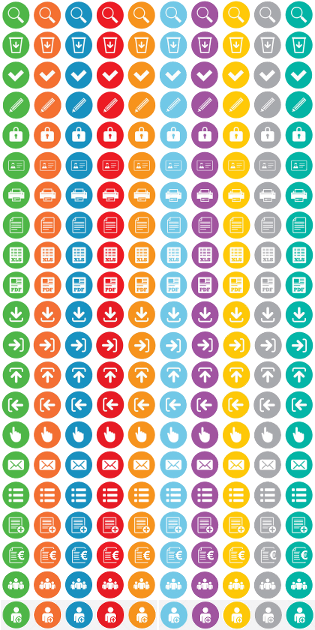 XLS XLS XLS XLS XLS XLS XLS XLS XLS XLS
PDF PDF PDF PDF PDF PDF PDF PDF PDF PDF
€ € € € € € € € € €